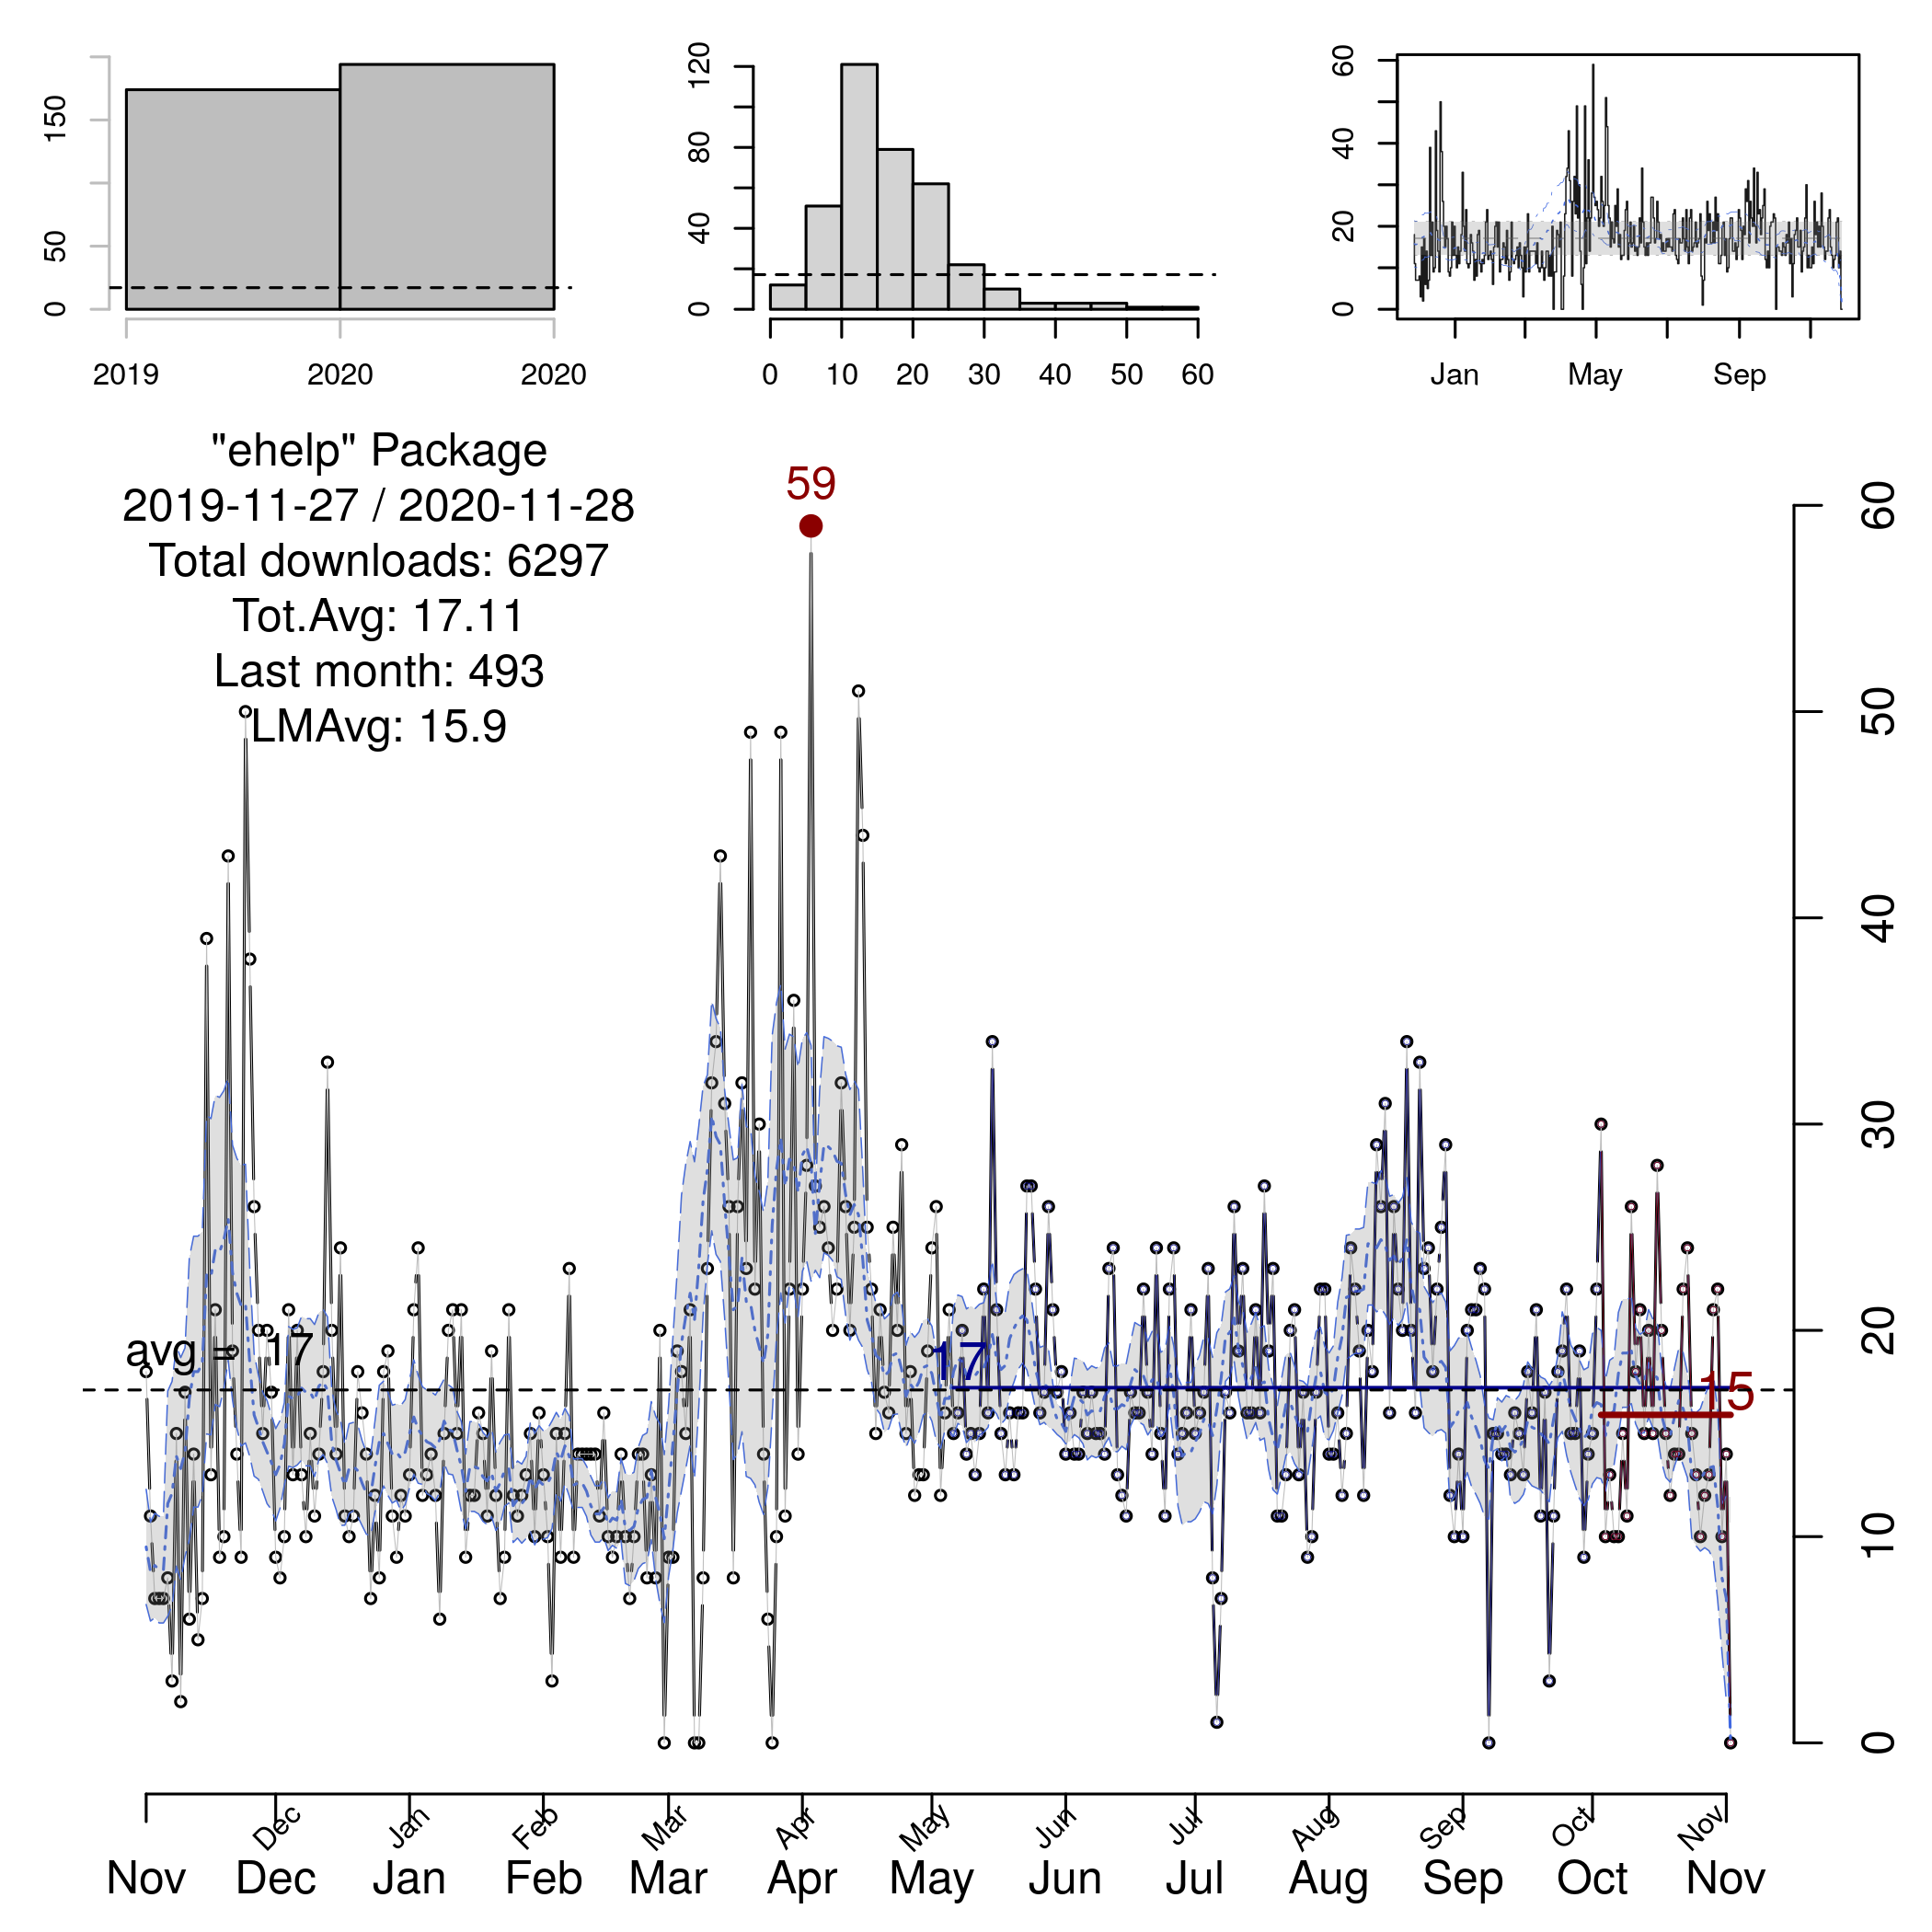 150
50
0
2019 2020 2020
120
80
40
0
0 10 20 30 40 50 60
60
40
20
0
Jan May Sep
"ehelp" Package
2019-11-27 / 2020-11-28
Total downloads: 6297
Tot.Avg: 17.11
Last month: 493
LMAvg: 15.9
59
avg = 17
17
15
60
50
40
30
20
10
0
Dec Jan Feb Mar Apr May Jun Jul Aug Sep Oct Nov
Nov Dec Jan Feb Mar Apr May Jun Jul Aug Sep Oct Nov